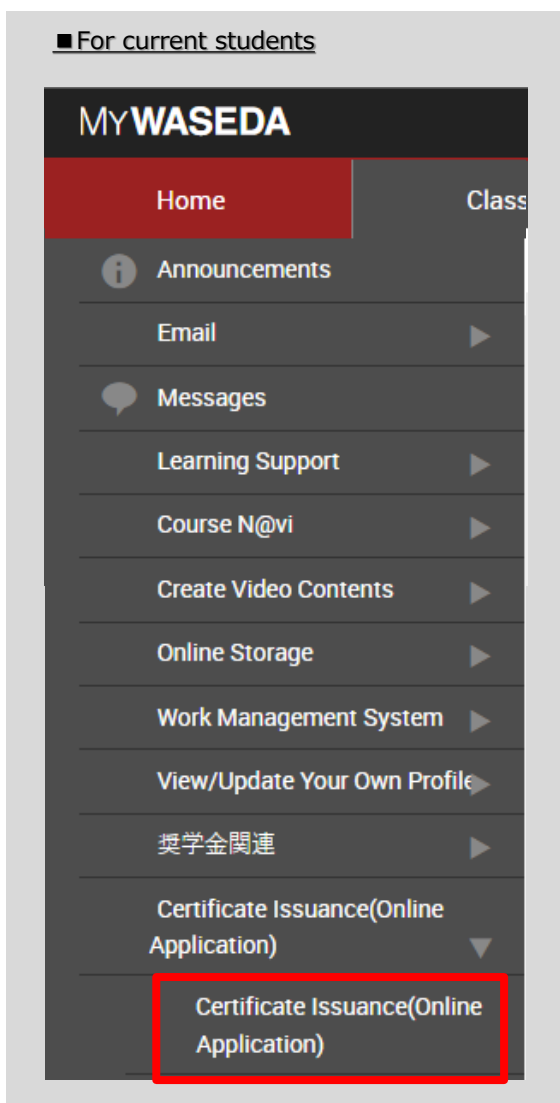 ■For current students
MYWASEDA
Home
Class
Announcements
Email
Messages
Learning Support
Course N@vi
Create Video Contents
Online Storage
Work Management System
View/Update Your Own Profile
奨学金関連
Certificate Issuance(Online
Application)
Certificate Issuance(Online
Application)